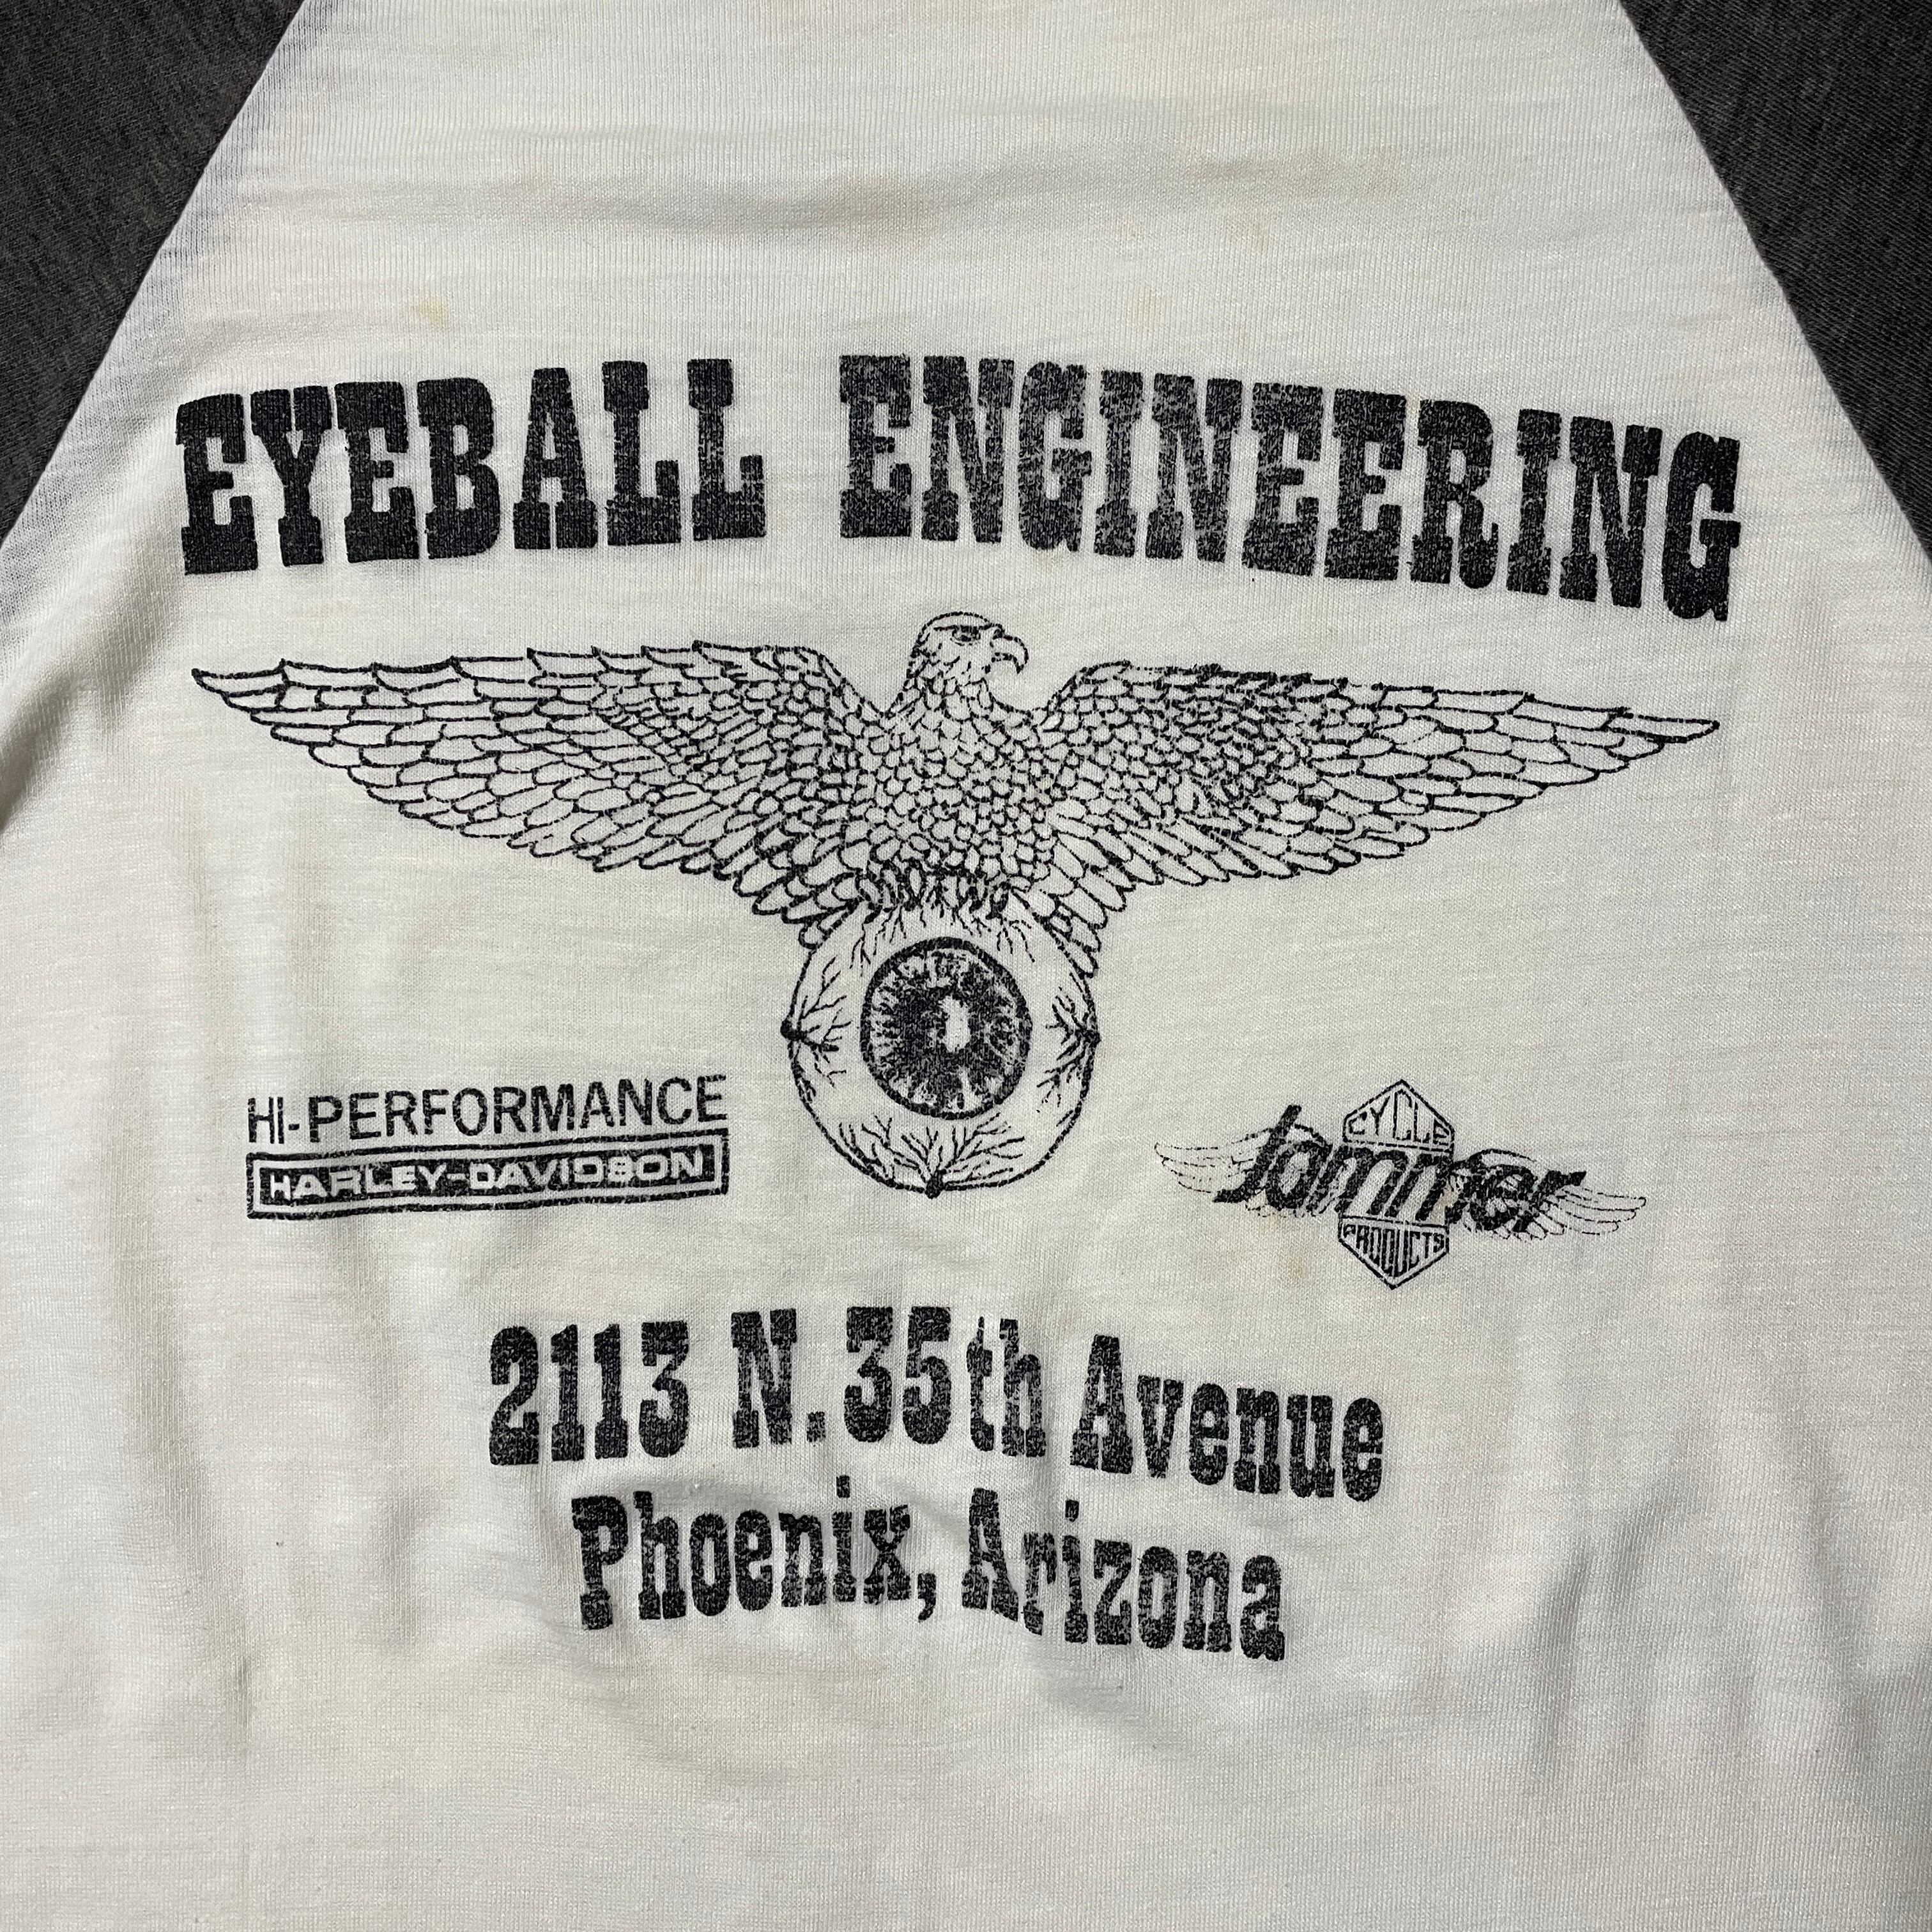 EYEBALL ENGINEERING
HI-PERFORMANCE
HARLEY-DAVIDSON
CYCLE
Jammer
PRODUCTS
2113 N. 35th Avenue
Phoenix, Arizona